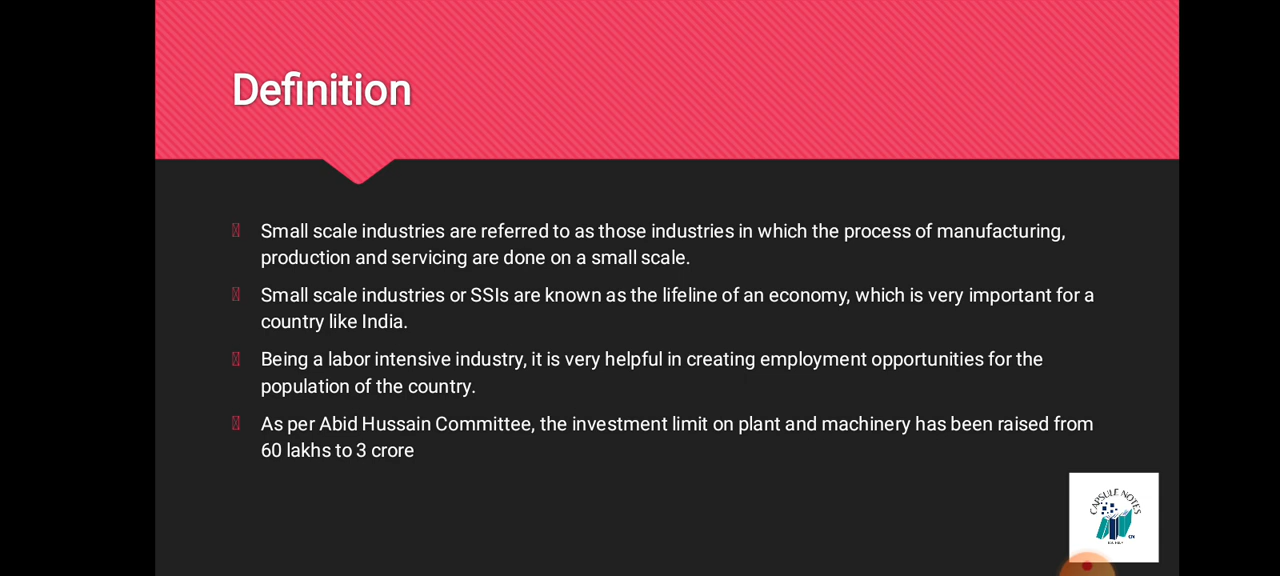 Definition
Small scale industries are referred to as those industries in which the process of manufacturing,
production and servicing are done on a small scale.
Small scale industries or SSIs are known as the lifeline of an economy, which is very important for a
country like India.
Being a labor intensive industry, it is very helpful in creating employment opportunities for the
population of the country.
As per Abid Hussain Committee, the investment limit on plant and machinery has been raised from
60 lakhs to 3 crore
CAPSULE NOTES
CN